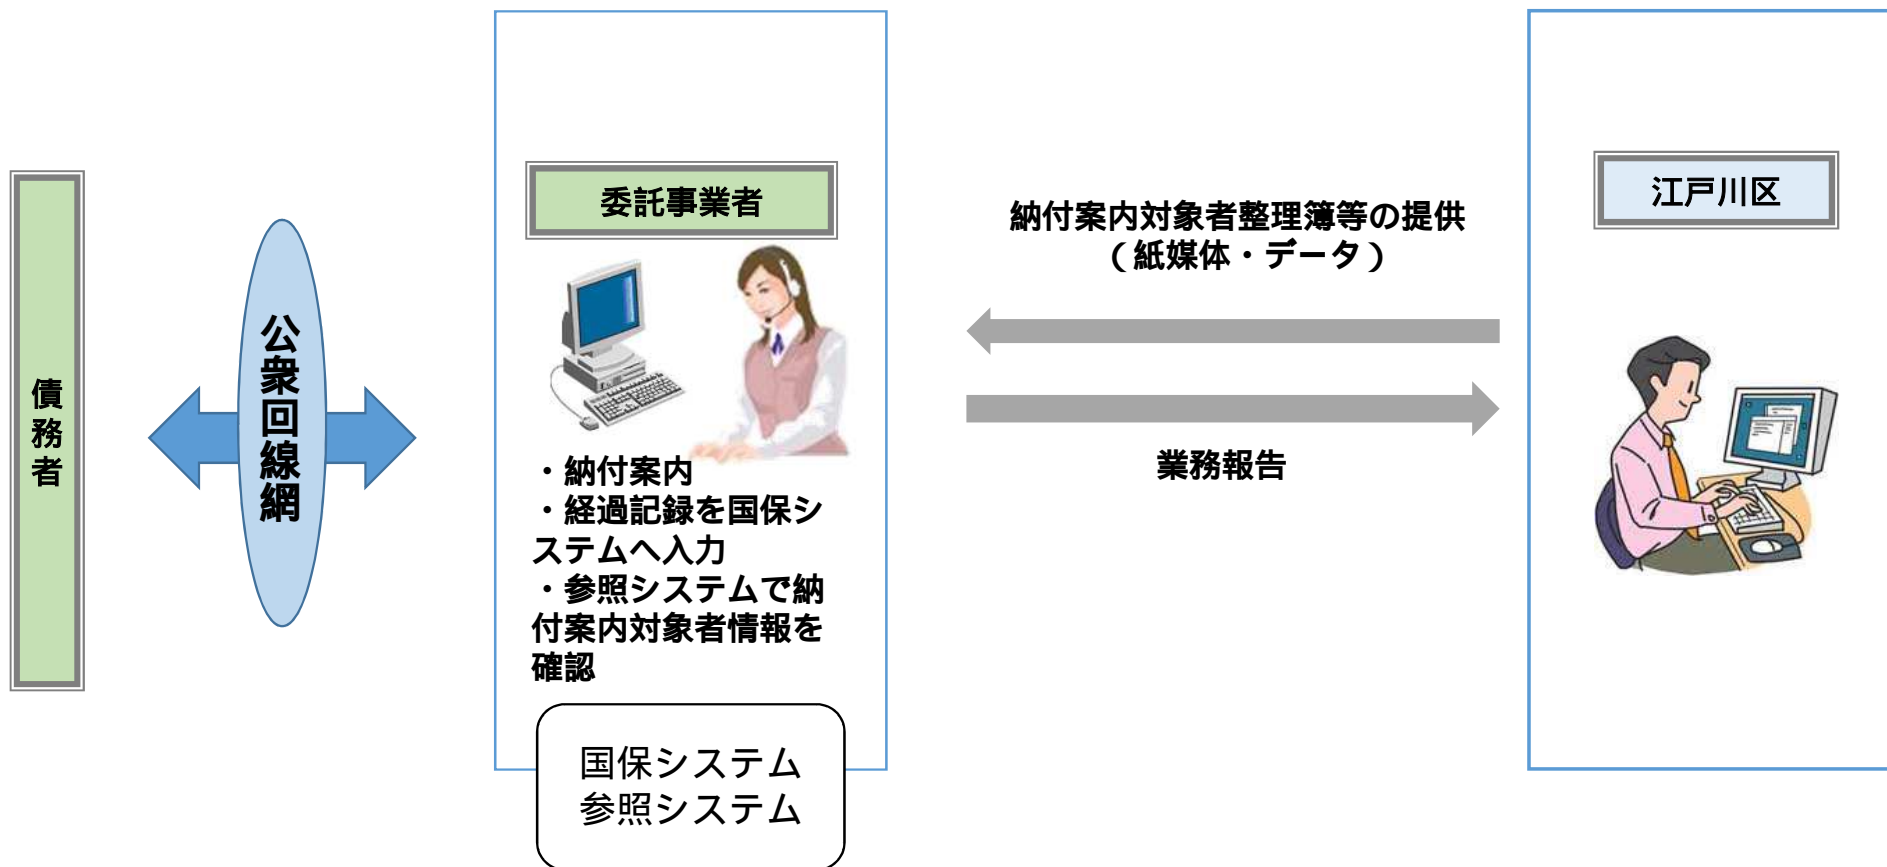 債務者
公衆回線網
委託事業者
・納付案内
・経過記録を国保シ
ステムへ入力
・参照システムで納
付案内対象者情報を
確認
国保システム
参照システム
納付案内対象者整理簿等の提供
（紙媒体・データ）
業務報告
江戸川区